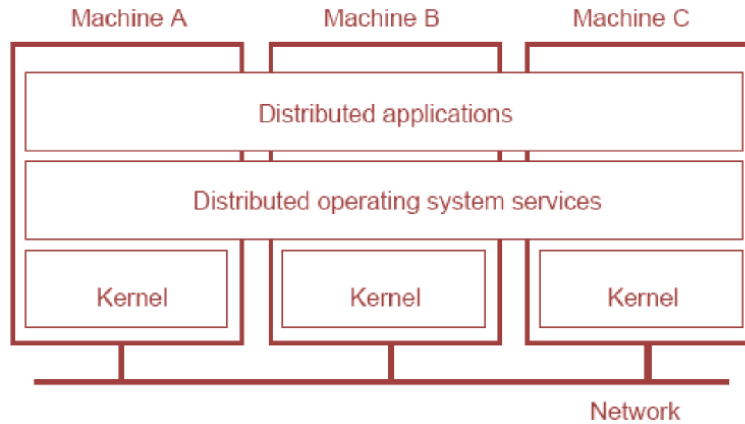 Machine A
Machine B
Machine C
Distributed applications
Distributed operating system services
Kernel
Kernel
Kernel
Network